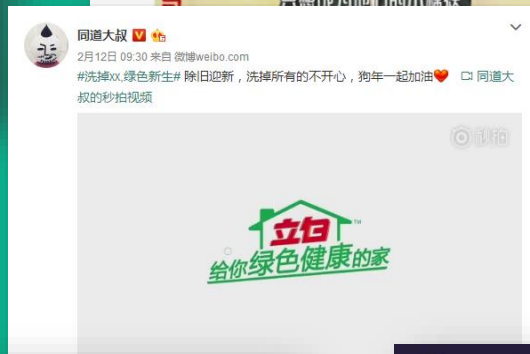 同道大叔
2月12日 09:30 来自 微博weibo.com
#洗掉xx,绿色新生# 除旧迎新，洗掉所有的不开心，狗年一起加油❤ 同道大
叔的秒拍视频
秒拍
立白 TM
给你绿色健康的家